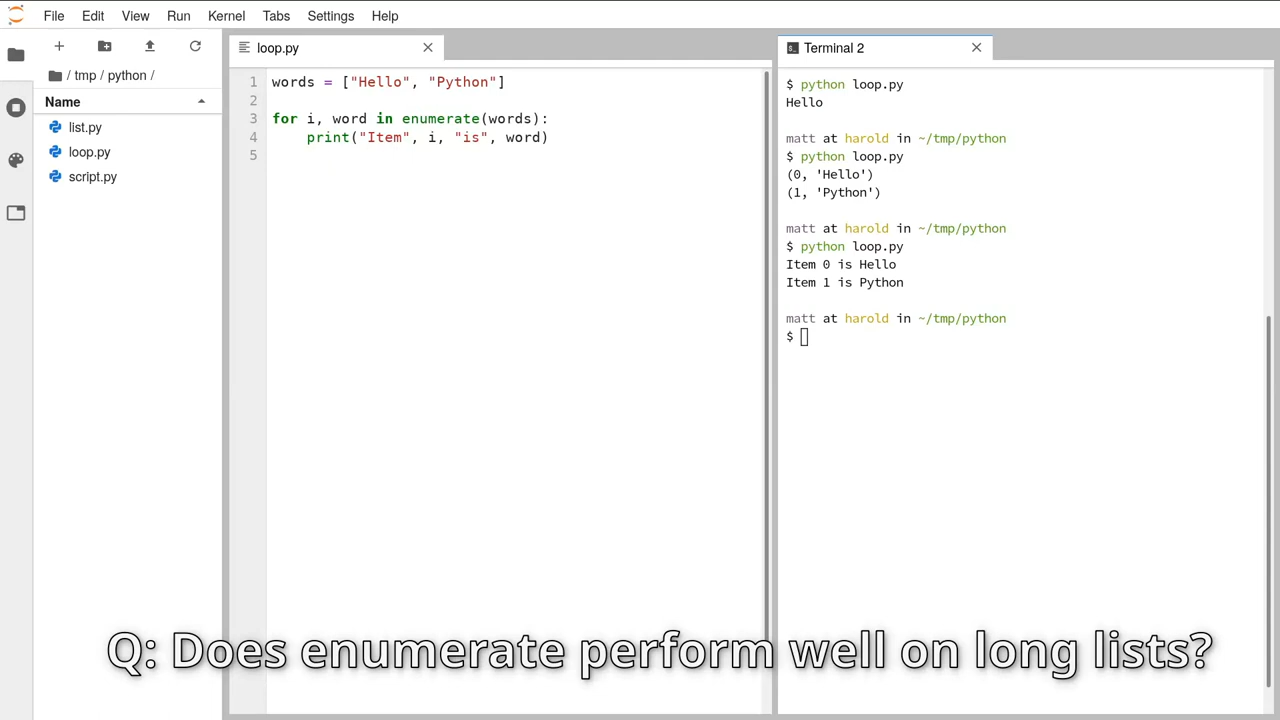 File Edit View Run Kernel Tabs Settings Help
/ tmp / python /
Name
list.py
loop.py
script.py
loop.py
1 words = ["Hello", "Python"]
2
3 for i, word in enumerate(words):
4     print("Item", i, "is", word)
5
Terminal 2
$ python loop.py
Hello
matt at harold in ~/tmp/python
$ python loop.py
(0, 'Hello')
(1, 'Python')
matt at harold in ~/tmp/python
$ python loop.py
Item 0 is Hello
Item 1 is Python
matt at harold in ~/tmp/python
$
Q: Does enumerate perform well on long lists?